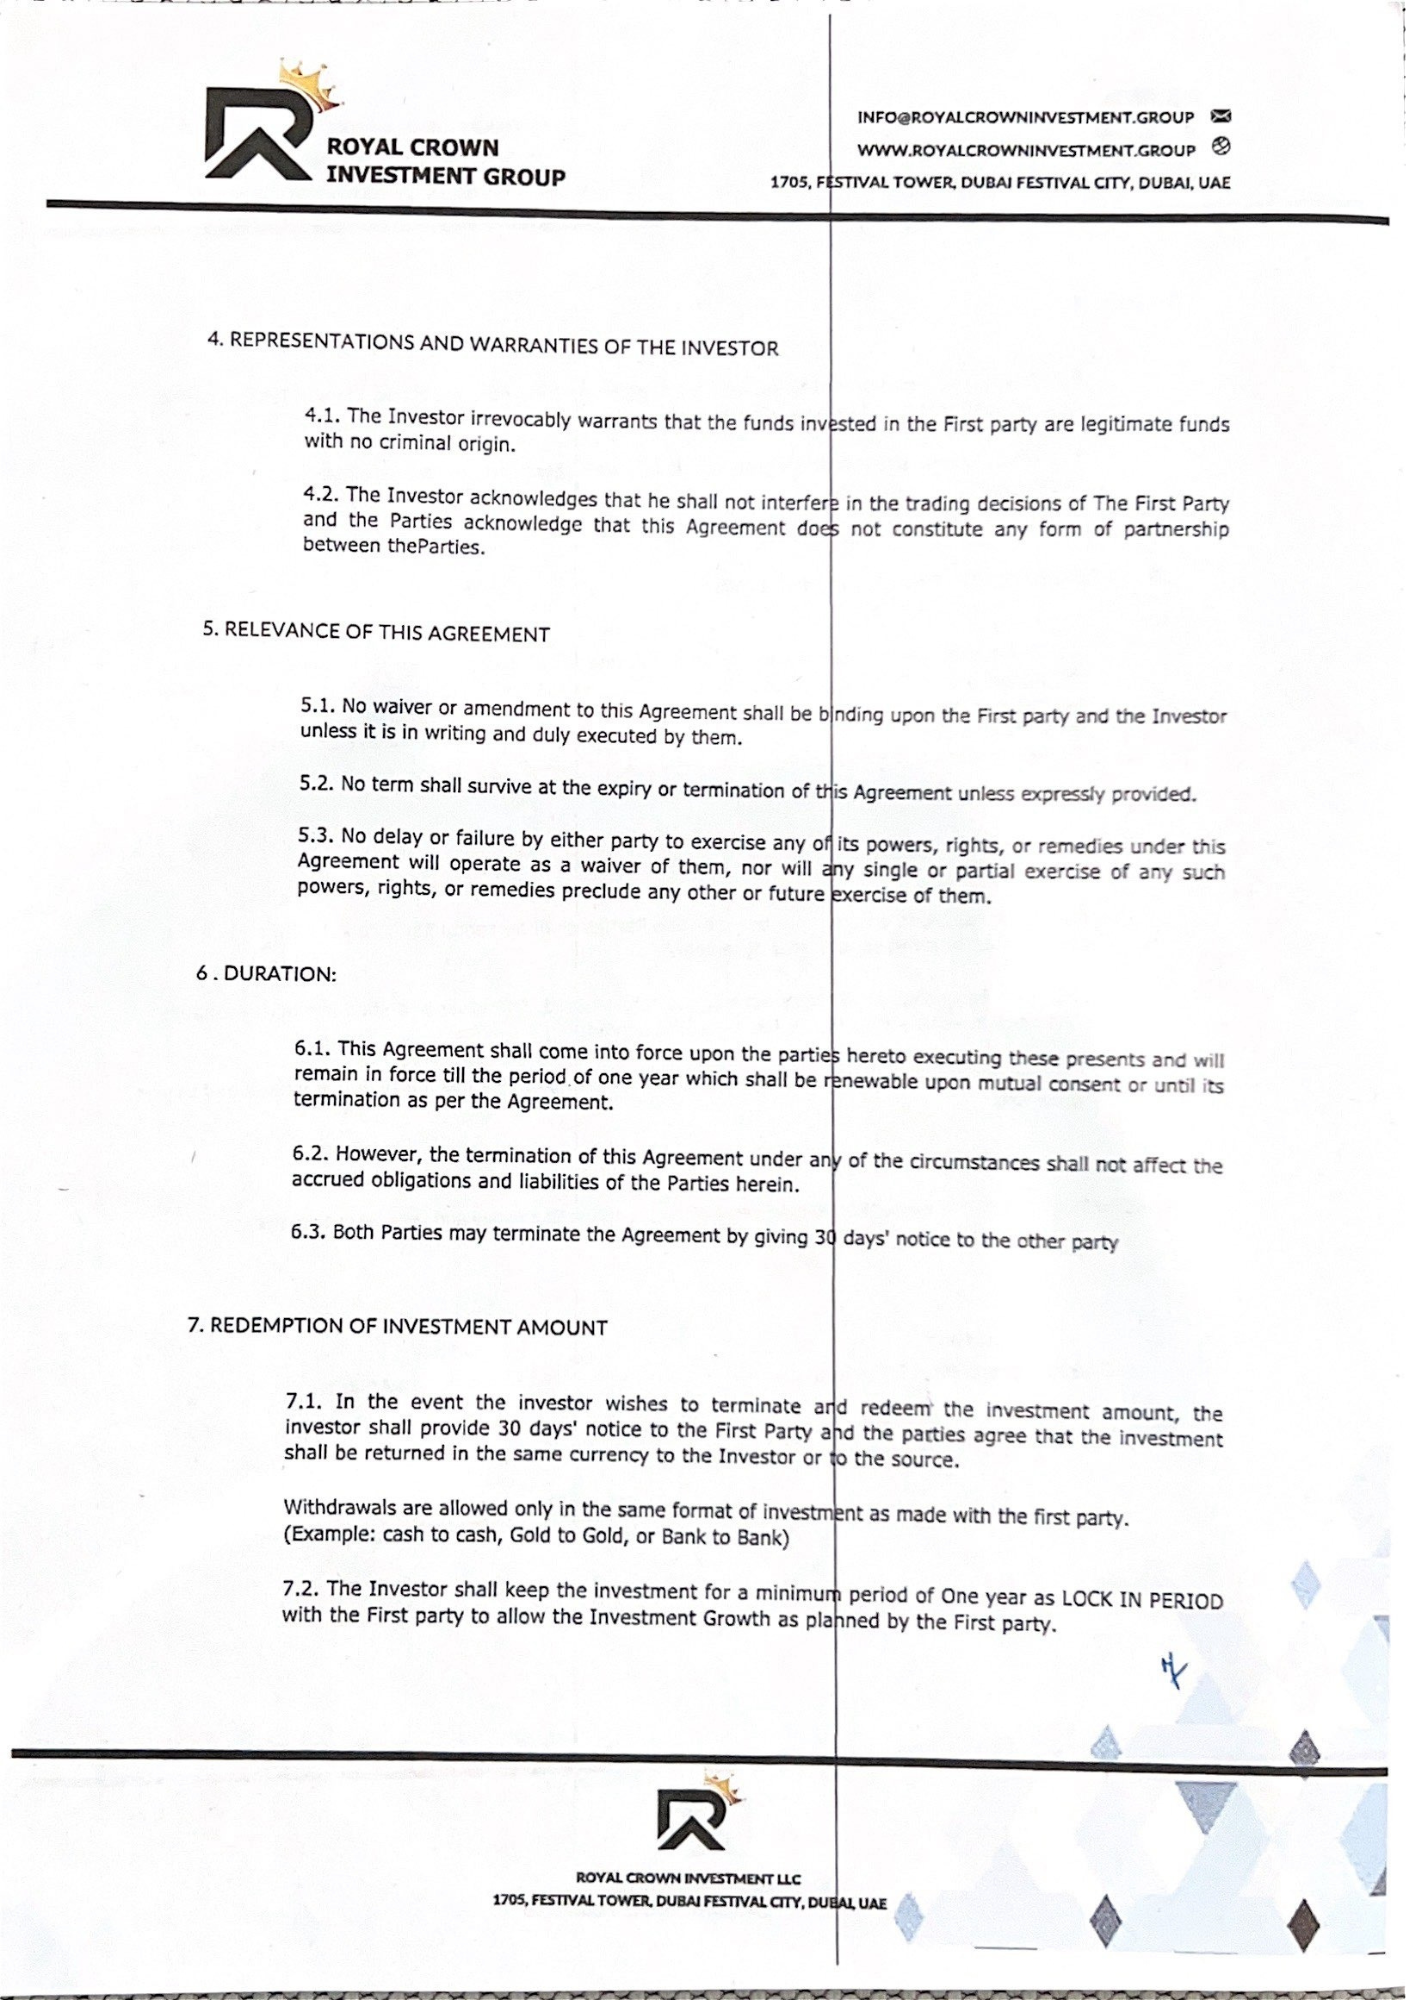 ROYAL CROWN
INVESTMENT GROUP
INFO@ROYALCROWNINVESTMENT.GROUP
WWW.ROYALCROWNINVESTMENT.GROUP
1705, FESTIVAL TOWER, DUBAI FESTIVAL CITY, DUBAI, UAE
4. REPRESENTATIONS AND WARRANTIES OF THE INVESTOR
4.1. The Investor irrevocably warrants that the funds invested in the First party are legitimate funds
with no criminal origin.
4.2. The Investor acknowledges that he shall not interfere in the trading decisions of The First Party
and the Parties acknowledge that this Agreement does not constitute any form of partnership
between theParties.
5. RELEVANCE OF THIS AGREEMENT
5.1. No waiver or amendment to this Agreement shall be binding upon the First party and the Investor
unless it is in writing and duly executed by them.
5.2. No term shall survive at the expiry or termination of this Agreement unless expressly provided.
5.3. No delay or failure by either party to exercise any of its powers, rights, or remedies under this
Agreement will operate as a waiver of them, nor will any single or partial exercise of any such
powers, rights, or remedies preclude any other or future exercise of them.
6 . DURATION:
6.1. This Agreement shall come into force upon the parties hereto executing these presents and will
remain in force till the period of one year which shall be renewable upon mutual consent or until its
termination as per the Agreement.
6.2. However, the termination of this Agreement under any of the circumstances shall not affect the
accrued obligations and liabilities of the Parties herein.
6.3. Both Parties may terminate the Agreement by giving 30 days' notice to the other party
7. REDEMPTION OF INVESTMENT AMOUNT
7.1. In the event the investor wishes to terminate and redeem the investment amount, the
investor shall provide 30 days' notice to the First Party and the parties agree that the investment
shall be returned in the same currency to the Investor or to the source.
Withdrawals are allowed only in the same format of investment as made with the first party.
(Example: cash to cash, Gold to Gold, or Bank to Bank)
7.2. The Investor shall keep the investment for a minimum period of One year as LOCK IN PERIOD
with the First party to allow the Investment Growth as planned by the First party.
ROYAL CROWN INVESTMENT LLC
1705, FESTIVAL TOWER, DUBAI FESTIVAL CITY, DUBAI, UAE